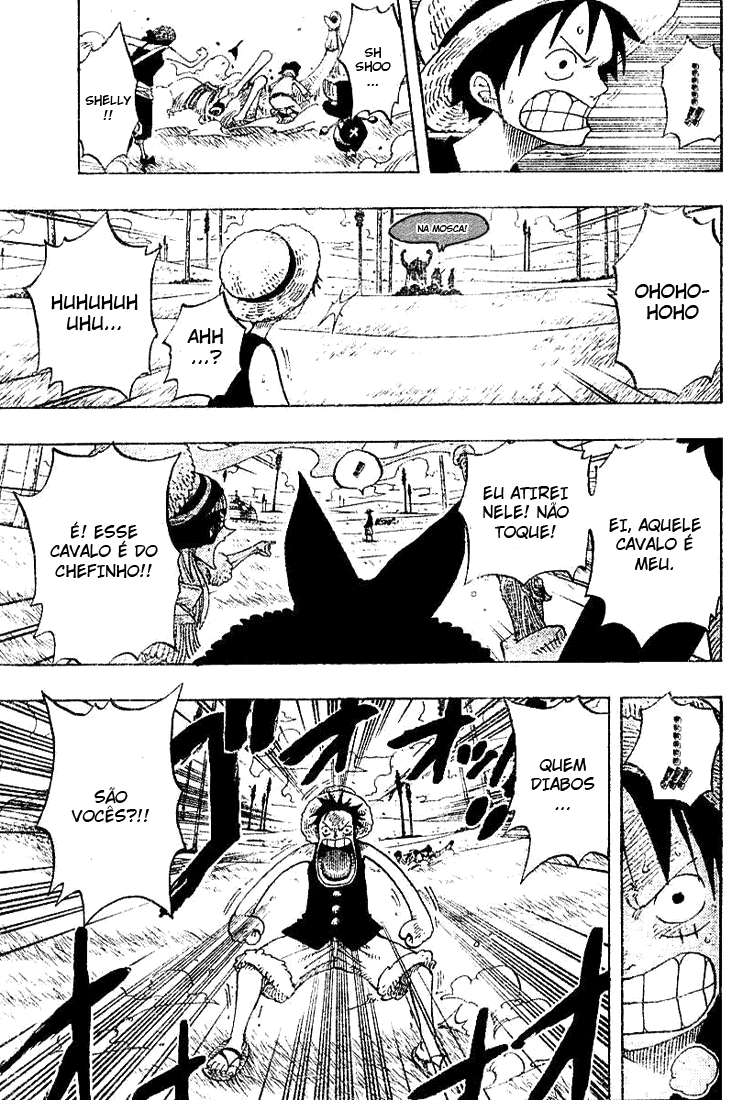 !!
SH
SHOO
...
SHELLY
!!
OHOHO-
HOHO
NA MOSCA!
AHH
...?
HUHUHUH
UHU...
EI, AQUELE
CAVALO É
MEU.
EU ATIREI
NELE! NÃO
TOQUE!
!
É! ESSE
CAVALO É DO
CHEFINHO!!
!!!
QUEM
DIABOS
...
SÃO
VOCÊS?!!